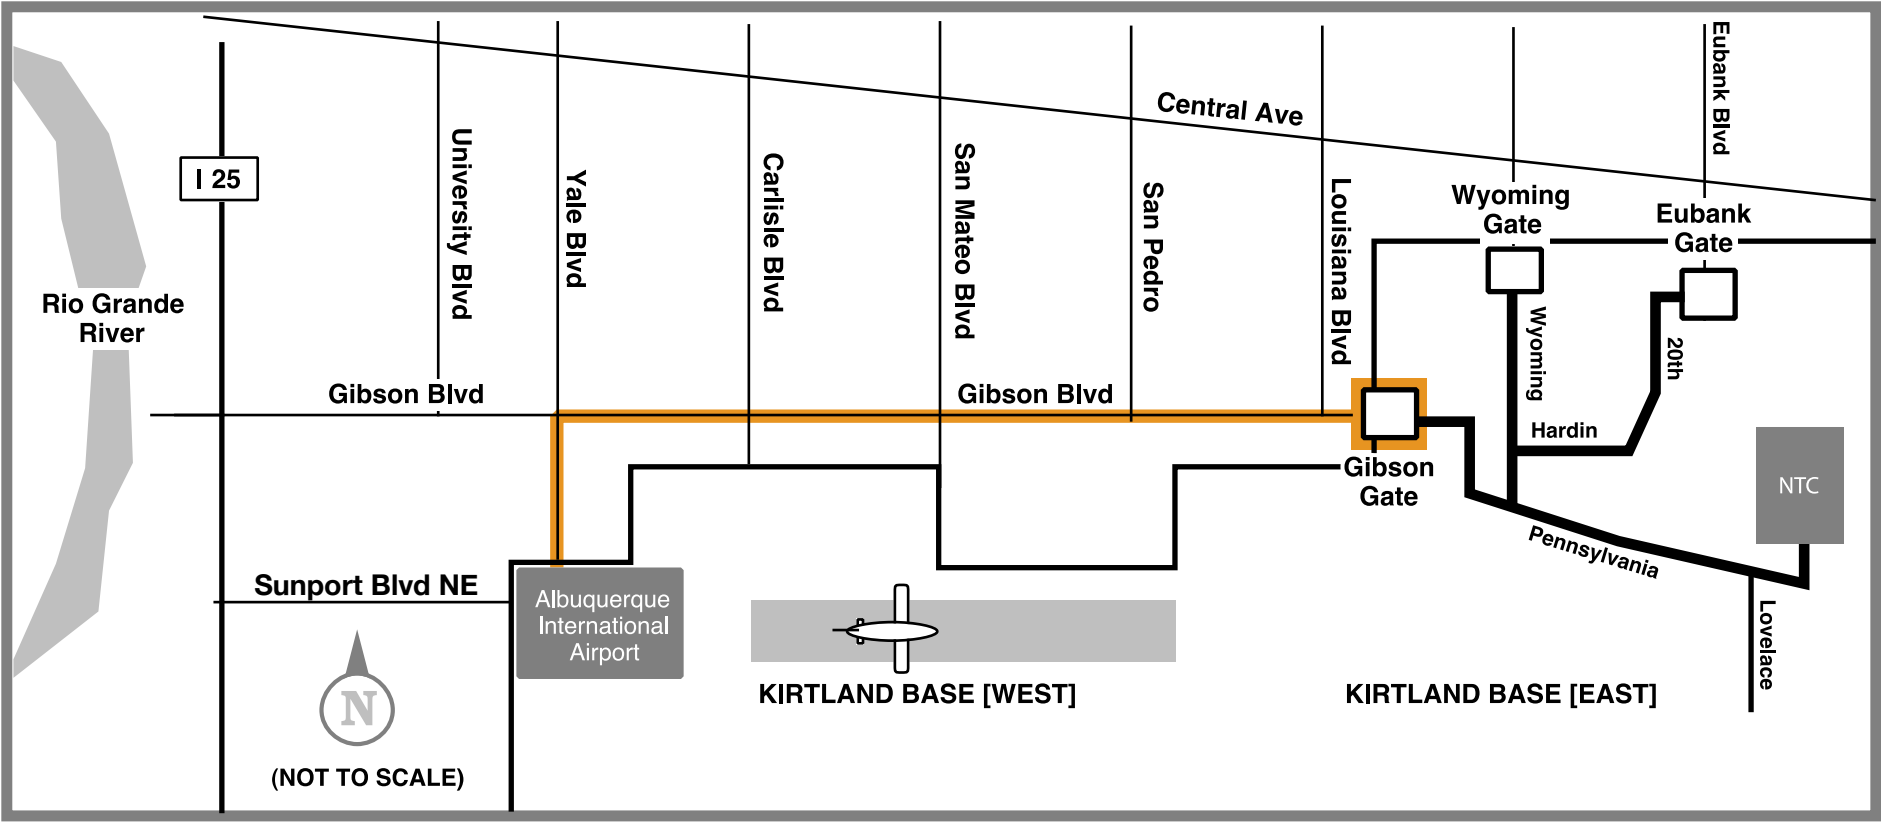 Eubank Blvd
Central Ave
I 25
University Blvd
Yale Blvd
Carlisle Blvd
San Mateo Blvd
San Pedro
Louisiana Blvd
Wyoming
Gate
Eubank
Gate
Rio Grande
River
Wyoming
20th
Gibson Blvd
Gibson Blvd
Hardin
Gibson
Gate
NTC
Pennsylvania
Sunport Blvd NE
Albuquerque
International
Airport
Lovelace
KIRTLAND BASE [WEST]
KIRTLAND BASE [EAST]
N
(NOT TO SCALE)